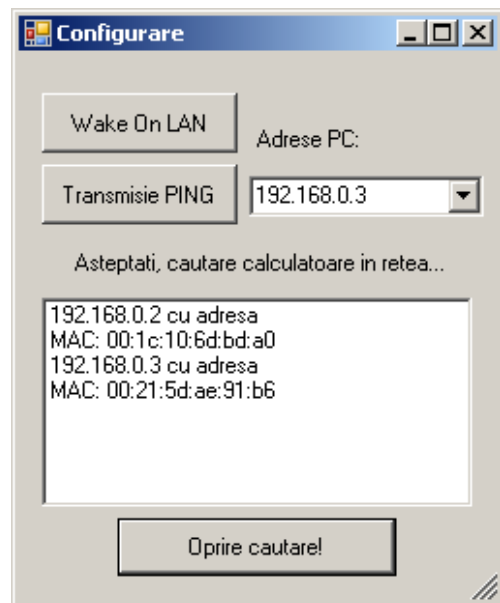 Configurare
Wake On LAN
Adrese PC:
Transmisie PING
192.168.0.3
Asteptati, cautare calculatoare in retea...
192.168.0.2 cu adresa
MAC: 00:1c:10:6d:bd:a0
192.168.0.3 cu adresa
MAC: 00:21:5d:ae:91:b6
Oprire cautare!